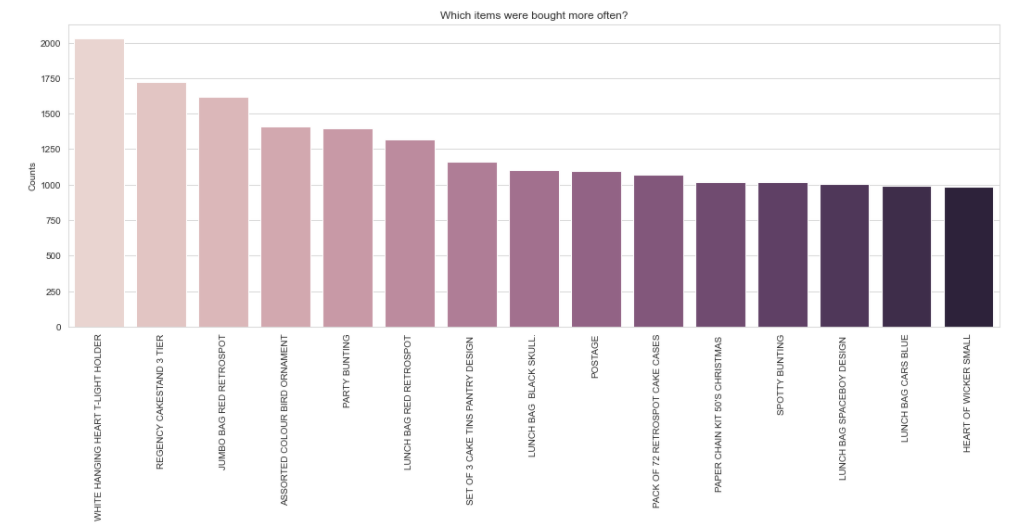 Which items were bought more often?
Counts
2000
1750
1500
1250
1000
750
500
250
0
WHITE HANGING HEART T-LIGHT HOLDER
REGENCY CAKESTAND 3 TIER
JUMBO BAG RED RETROSPOT
ASSORTED COLOUR BIRD ORNAMENT
PARTY BUNTING
LUNCH BAG RED RETROSPOT
SET OF 3 CAKE TINS PANTRY DESIGN
LUNCH BAG  BLACK SKULL.
POSTAGE
PACK OF 72 RETROSPOT CAKE CASES
PAPER CHAIN KIT 50'S CHRISTMAS
SPOTTY BUNTING
LUNCH BAG SPACEBOY DESIGN
LUNCH BAG CARS BLUE
HEART OF WICKER SMALL